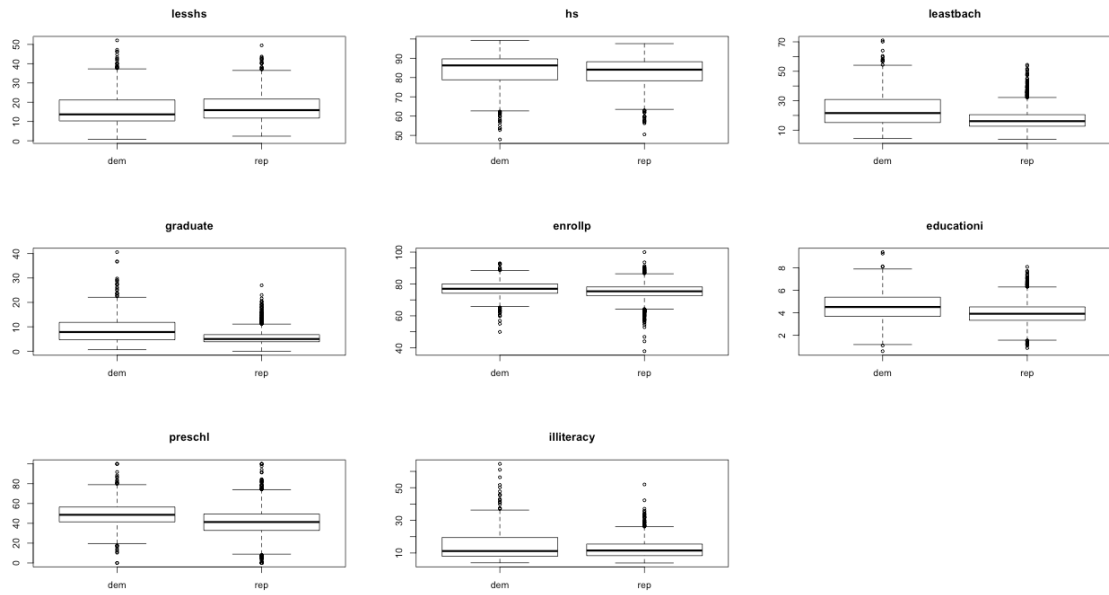 lesshs
0 10 20 30 40 50
dem rep
hs
50 60 70 80 90
dem rep
leastbach
10 30 50 70
dem rep
graduate
0 10 20 30 40
dem rep
enrollp
40 60 80 100
dem rep
educationi
2 4 6 8
dem rep
preschl
0 20 40 60 80
dem rep
illiteracy
10 30 50
dem rep